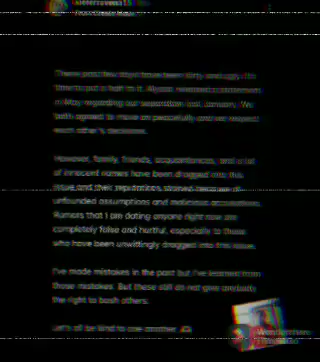 These past few days have been dirty and ugly. It's
time to put a halt to it. Alyssa released a statement
in May regarding our separation last January. We
both agreed to move on peacefully and we respect
each other's decisions.
However, family, friends, acquaintances, and a lot
of innocent names have been dragged into this
issue and their reputations stained because of
unfounded assumptions and malicious accusations.
Rumors that I am dating anyone right now are
completely false and hurtful, especially to those
who have been unwittingly dragged into this issue.
I've made mistakes in the past but I've learned from
those mistakes. But these still do not give anybody
the right to bash others.
Let's all be kind to one another.